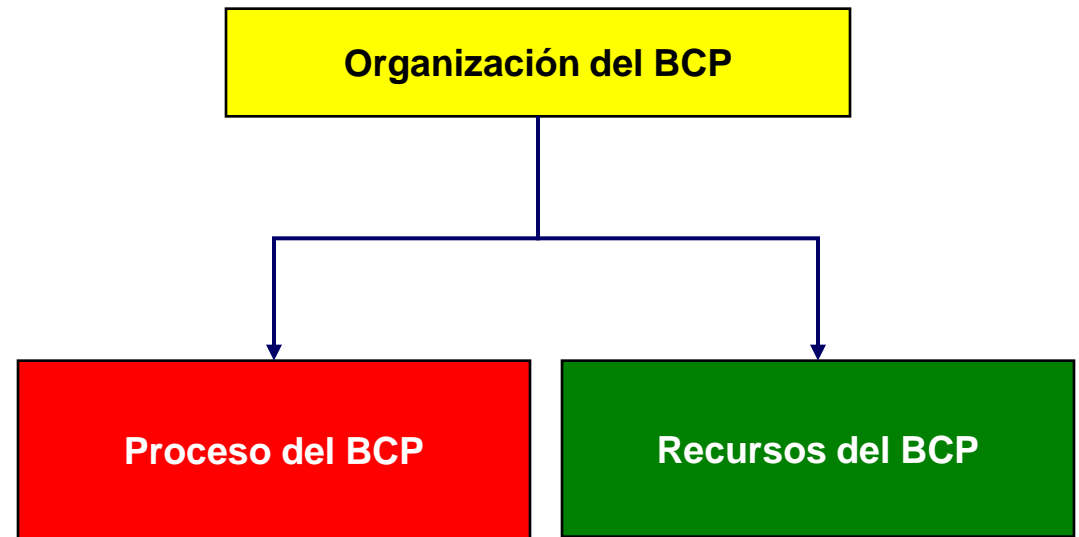 Organización del BCP
Proceso del BCP
Recursos del BCP